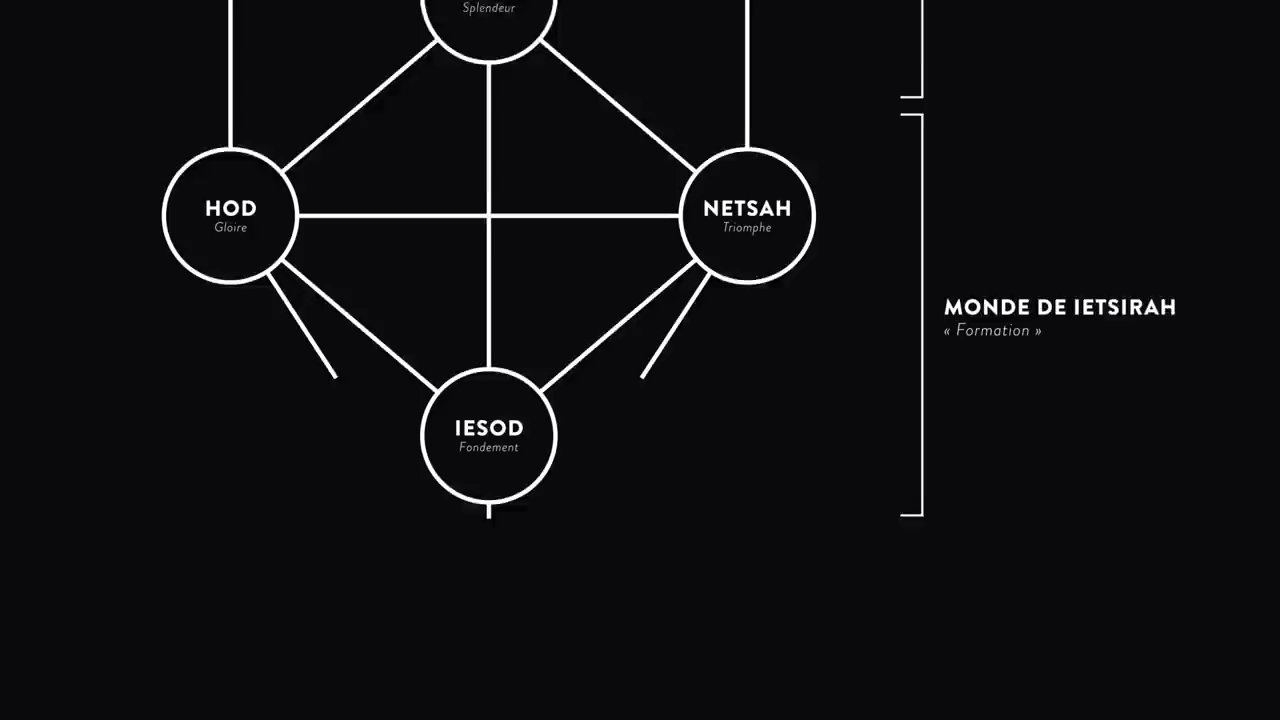 Splendeur
HOD
Gloire
NETSAH
Triomphe
MONDE DE IETSIRAH
« Formation »
IESOD
Fondement